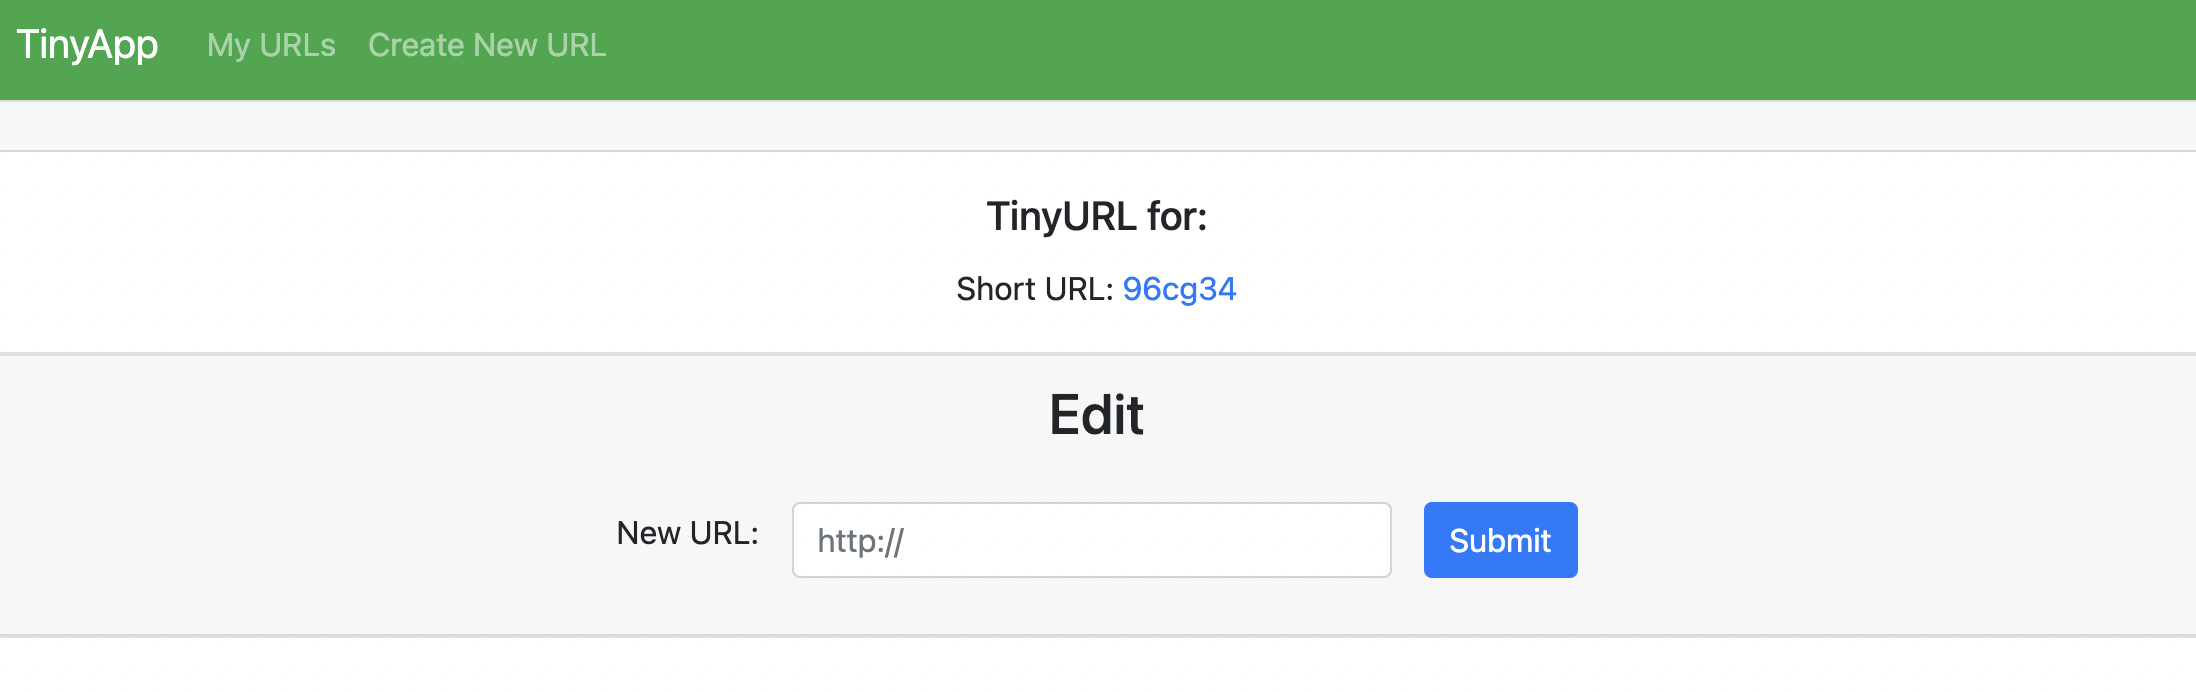 TinyApp My URLs Create New URL
TinyURL for:
Short URL: 96cg34
Edit
New URL: http:// Submit